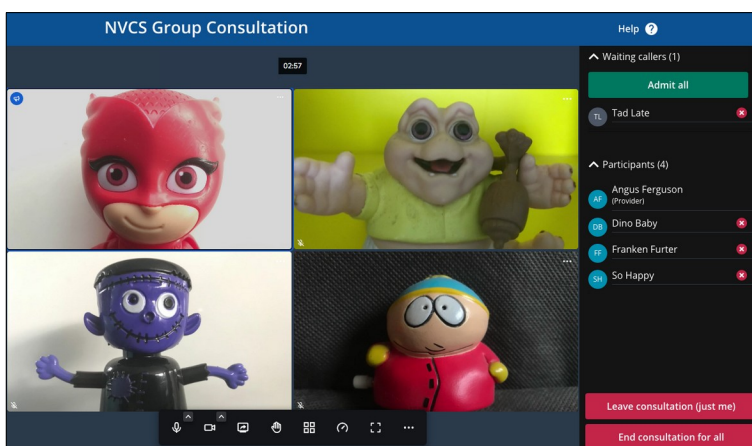 NVCS Group Consultation
Help ?
02:57
Waiting callers (1)
Admit all
TL Tad Late
Participants (4)
AF Angus Ferguson
(Provider)
DB Dino Baby
FF Franken Furter
SH So Happy
Leave consultation (just me)
End consultation for all